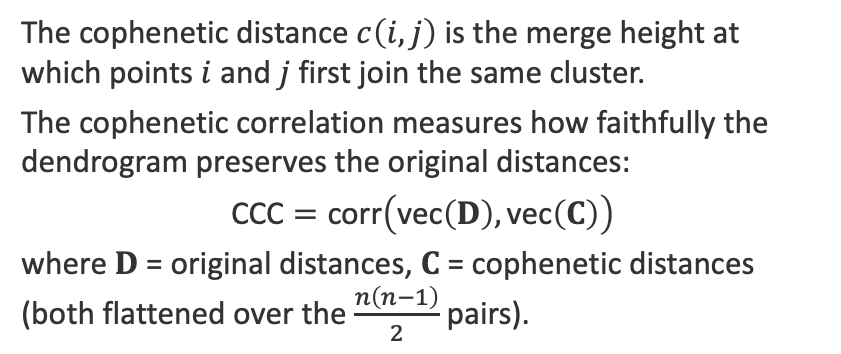 The cophenetic distance c(i, j) is the merge height at
which points i and j first join the same cluster.
The cophenetic correlation measures how faithfully the
dendrogram preserves the original distances:
CCC = corr(vec(D), vec(C))
where D = original distances, C = cophenetic distances
(both flattened over the n(n−1)/2 pairs).